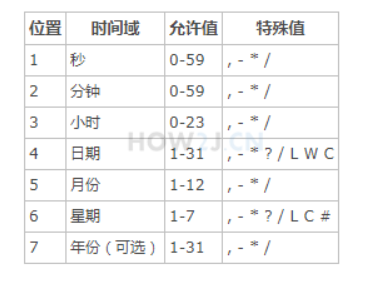 位置 时间域 允许值 特殊值
1 秒 0-59 , - * /
2 分钟 0-59 , - * /
3 小时 0-23 , - * /
4 日期 1-31 , - * ? / L W C
5 月份 1-12 , - * /
6 星期 1-7 , - * ? / L C #
7 年份（可选） 1-31 , - * /
HOW2J.CN